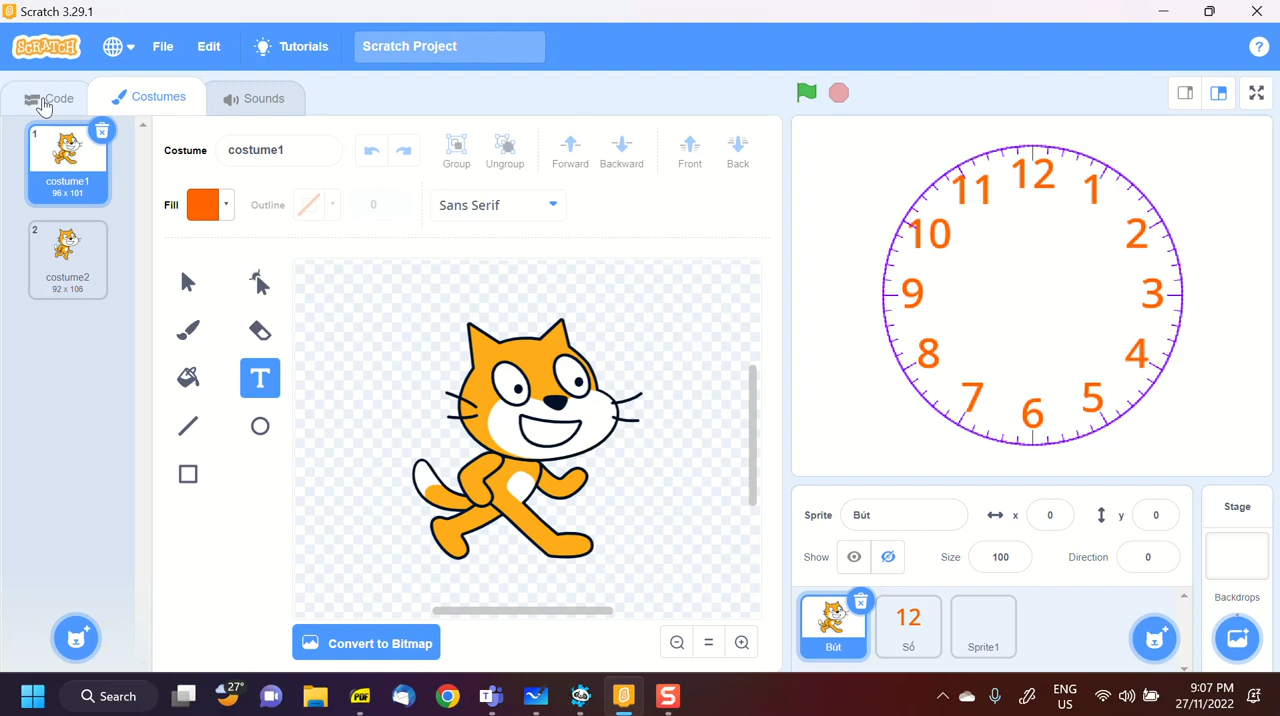 Scratch 3.29.1
SCRATCH
File
Edit
Tutorials
Scratch Project
?
Code
Costumes
Sounds
1
costume1
96 x 101
2
costume2
92 x 106
Costume
costume1
Group
Ungroup
Forward
Backward
Front
Back
Fill
Outline
0
Sans Serif
T
Convert to Bitmap
12
1
2
3
4
5
6
7
8
9
10
11
Sprite
Bút
x
0
y
0
Show
Size
100
Direction
0
Bút
12
Số
Sprite1
Stage
Backdrops
27°
Search
PDF
S
ENG
US
9:07 PM
27/11/2022